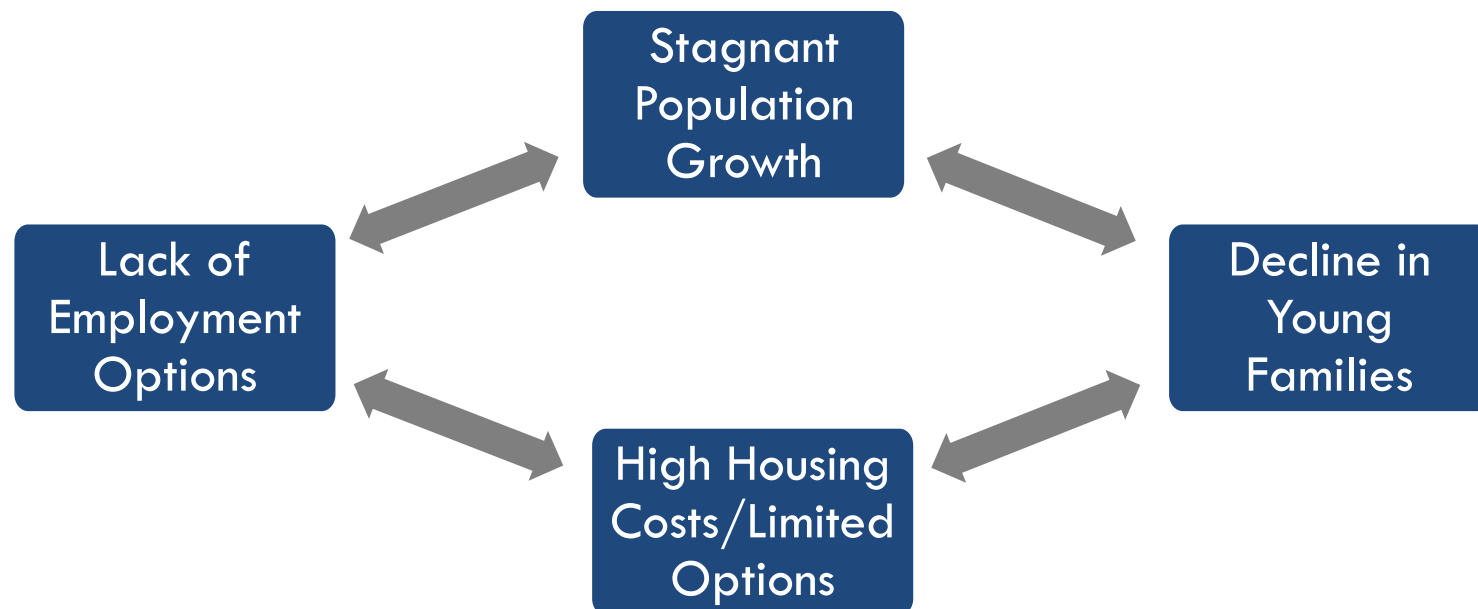 Stagnant
Population
Growth
Lack of
Employment
Options
Decline in
Young
Families
High Housing
Costs/Limited
Options